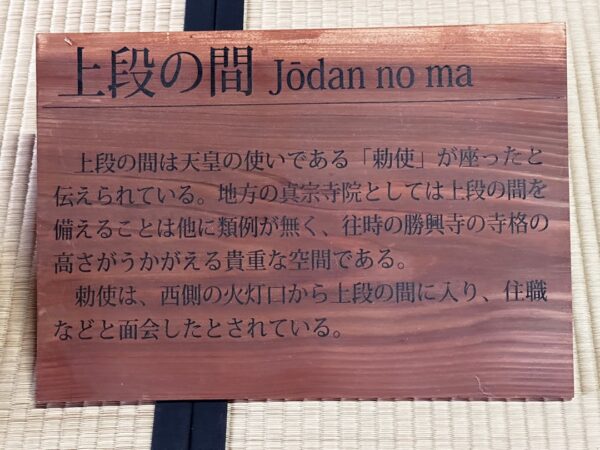 上段の間 Jōdan no ma
上段の間は天皇の使いである「勅使」が座ったと
伝えられている。地方の真宗寺院としては上段の間を
備えることは他に類例が無く、往時の勝興寺の寺格の
高さがうかがえる貴重な空間である。
勅使は、西側の火灯口から上段の間に入り、住職
などと面会したとされている。